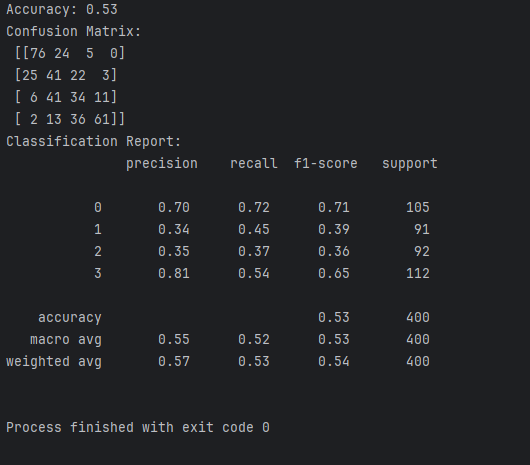 Accuracy: 0.53
Confusion Matrix:
 [[76 24  5  0]
 [25 41 22  3]
 [ 6 41 34 11]
 [ 2 13 36 61]]
Classification Report:
               precision    recall  f1-score   support

           0       0.70      0.72      0.71       105
           1       0.34      0.45      0.39        91
           2       0.35      0.37      0.36        92
           3       0.81      0.54      0.65       112

    accuracy                           0.53       400
   macro avg       0.55      0.52      0.53       400
weighted avg       0.57      0.53      0.54       400


Process finished with exit code 0